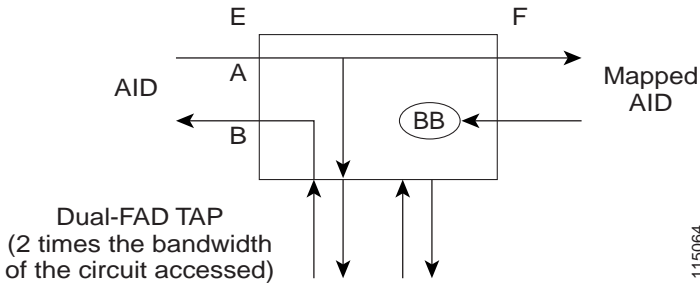 E
F
A
AID
Mapped
AID
BB
B
Dual-FAD TAP
(2 times the bandwidth
of the circuit accessed)
115064